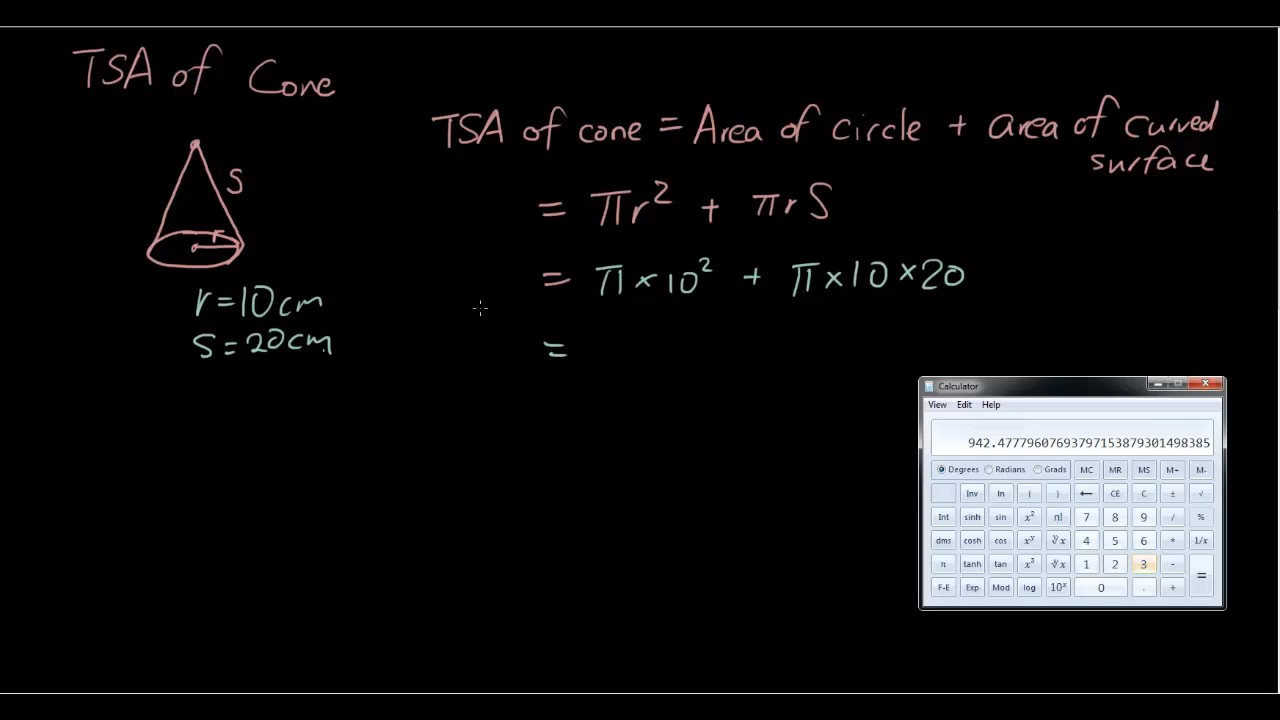 TSA of Cone
TSA of cone = Area of circle + area of curved
surface
S
= πr² + πrS
r
= π×10² + π×10×20
r=10cm
S=20cm
=
Calculator
View Edit Help
942.47779607693797153879301498385
Degrees Radians Grads MC MR MS M+ M-
Inv ln ( ) ← CE C ± √
Int sinh sin x² n! 7 8 9 / %
dms cosh cos xʸ ʸ√x 4 5 6 * 1/x
π tanh tan x³ ³√x 1 2 3 - =
F-E Exp Mod log 10ˣ 0 . +